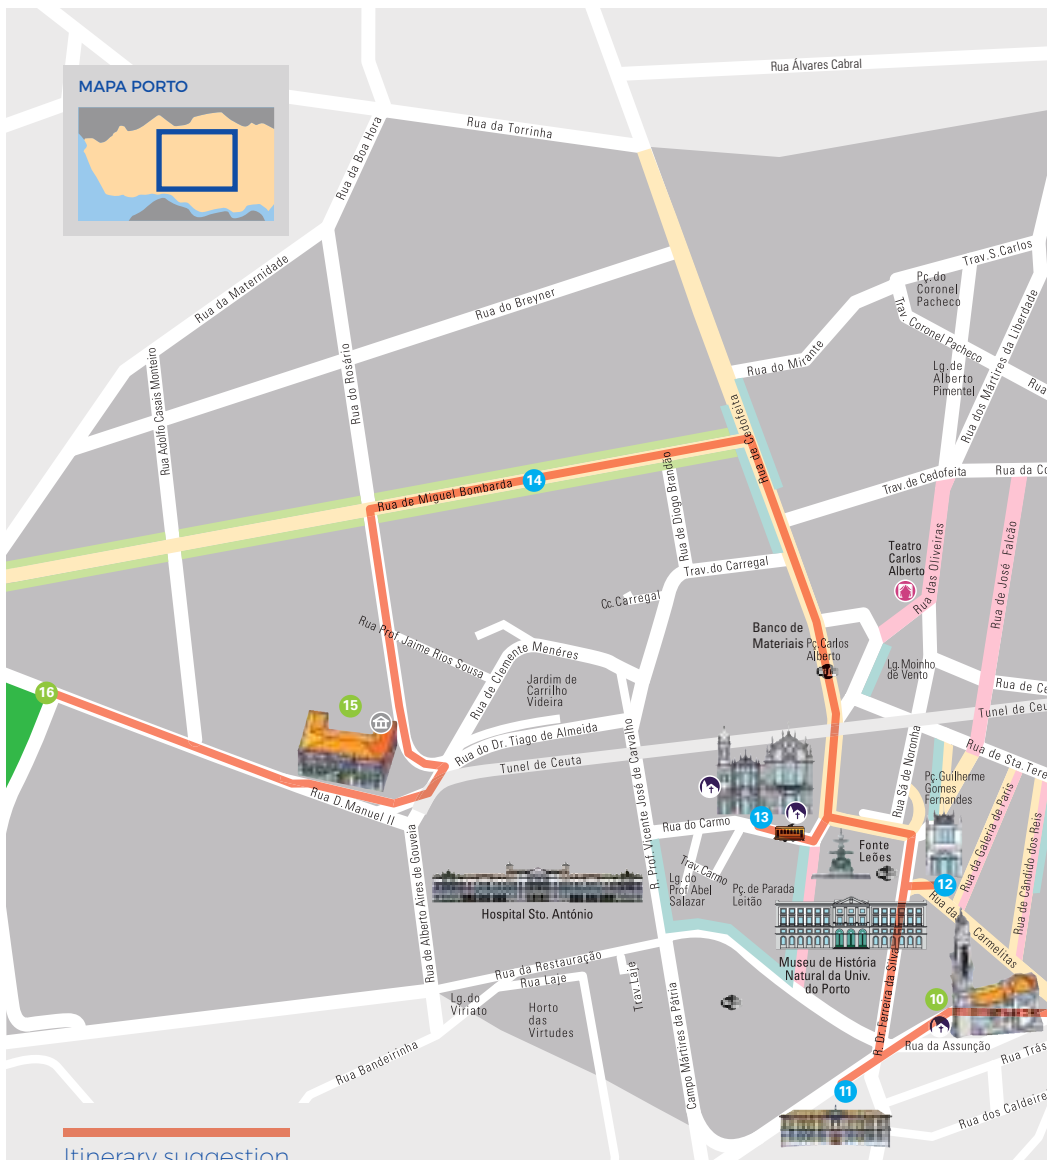 MAPA PORTO
Rua Álvares Cabral
Rua da Torrinha
Rua da Boa Hora
Trav.S.Carlos
Pç.do
Coronel
Pacheco
Rua da Maternidade
Rua do Breyner
Trav. Coronel Pacheco
Rua dos Mártires da Liberdade
Rua do Mirante
Rua do Rosário
Rua Adolfo Casais Monteiro
Lg.de
Alberto
Pimentel
Rua
Rua de Cedofeita
Rua de Cedofeita
Trav.de Cedofeita
Rua da Co
14
Rua de Miguel Bombarda
Rua de Diogo Brandão
Teatro
Carlos
Alberto
Rua das Oliveiras
Rua de José Falcão
Trav.do Carregal
Cc.Carregal
Banco de
Materiais
Pç.Carlos
Alberto
Rua Prof.Jaime Rios Sousa
Rua de Clemente Menéres
Jardim de
Carrilho
Videira
Lg.Moinho
de Vento
Rua de Ce
16
15
Tunel de Ceu
Rua do Dr. Tiago de Almeida
Tunel de Ceuta
Rua de Sta Tere
Rua Sá de Noronha
Pç.Guilherme
Gomes
Fernandes
Rua D.Manuel II
R. Prof. Vicente José de Carvalho
Rua do Carmo
13
Rua da Galeria de Paris
Rua de Cândido dos Reis
Fonte
Leões
Trav.Carmo
Lg.do
Prof Abel
Salazar
Pç.de Parada
Leitão
12
Rua das
Carmelitas
Rua de Alberto Aires de Gouveia
Hospital Sto. António
Museu de História
Natural da Univ.
do Porto
R. Dr Ferreira da Silva
Rua da Restauração
Rua Laje
Trav.Laje
Lg.do
Viriato
Horto
das
Virtudes
10
Rua da Assunção
Rua Trás
Rua Bandeirinha
Campo Mártires da Pátria
11
Rua dos Caldeire
Itinerary suggestion